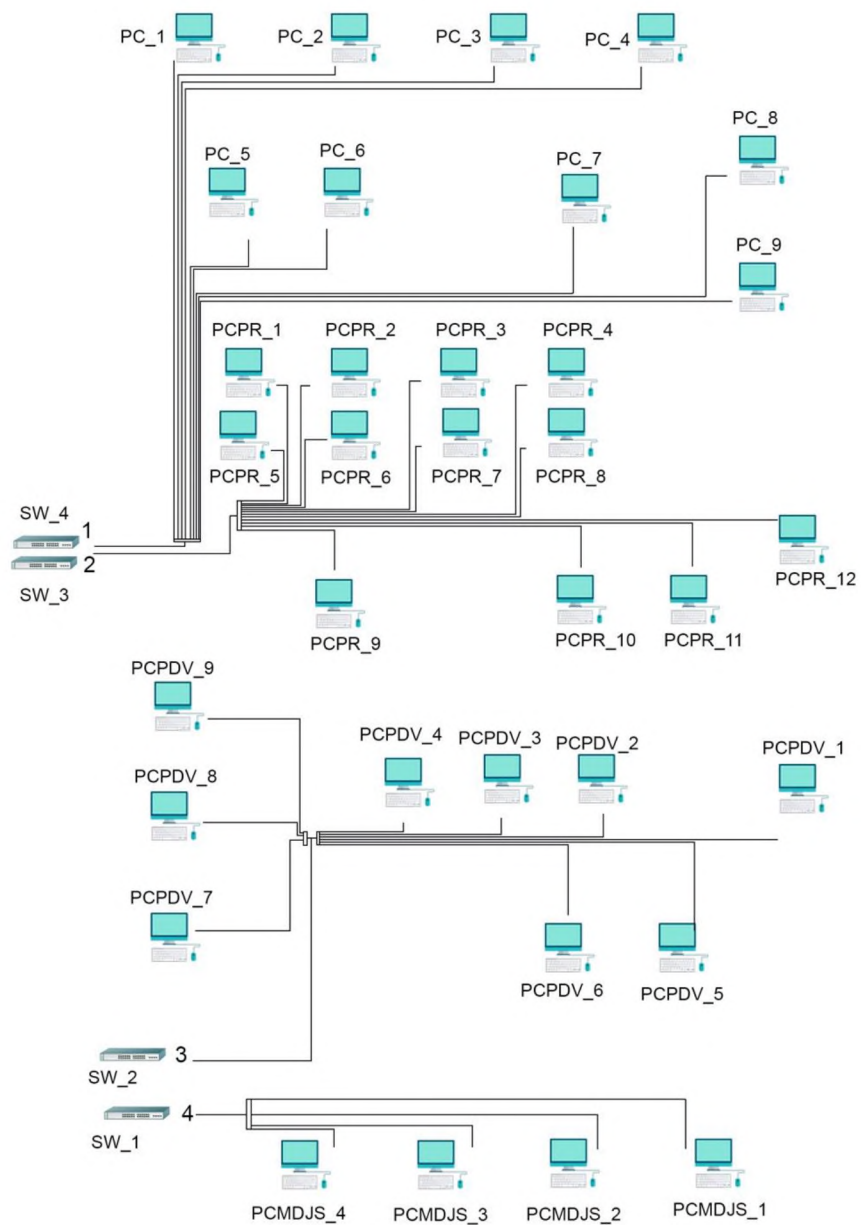 PC_1
PC_2
PC_3
PC_4
PC_8
PC_5
PC_6
PC_7
PC_9
PCPR_1
PCPR_2
PCPR_3
PCPR_4
PCPR_5
PCPR_6
PCPR_7
PCPR_8
SW_4
1
2
SW_3
PCPR_12
PCPR_9
PCPR_10
PCPR_11
PCPDV_9
PCPDV_4
PCPDV_3
PCPDV_2
PCPDV_1
PCPDV_8
PCPDV_7
PCPDV_6
PCPDV_5
3
SW_2
4
SW_1
PCMDJS_4
PCMDJS_3
PCMDJS_2
PCMDJS_1